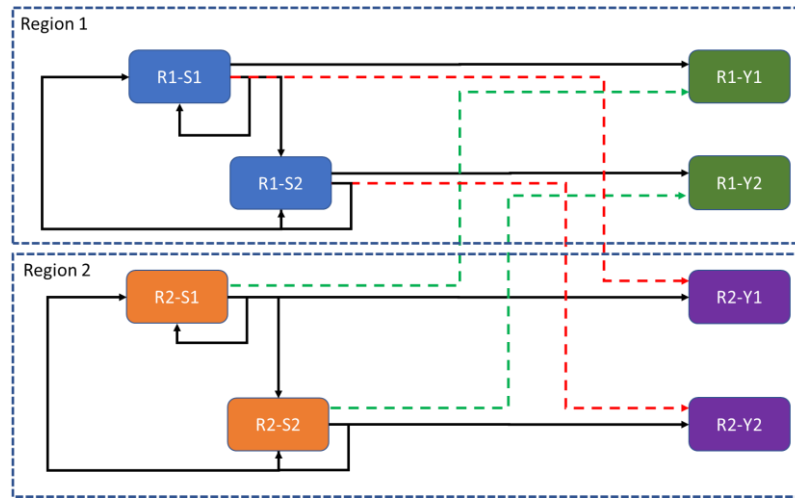 Region 1
R1-S1
R1-Y1
R1-S2
R1-Y2
Region 2
R2-S1
R2-Y1
R2-S2
R2-Y2